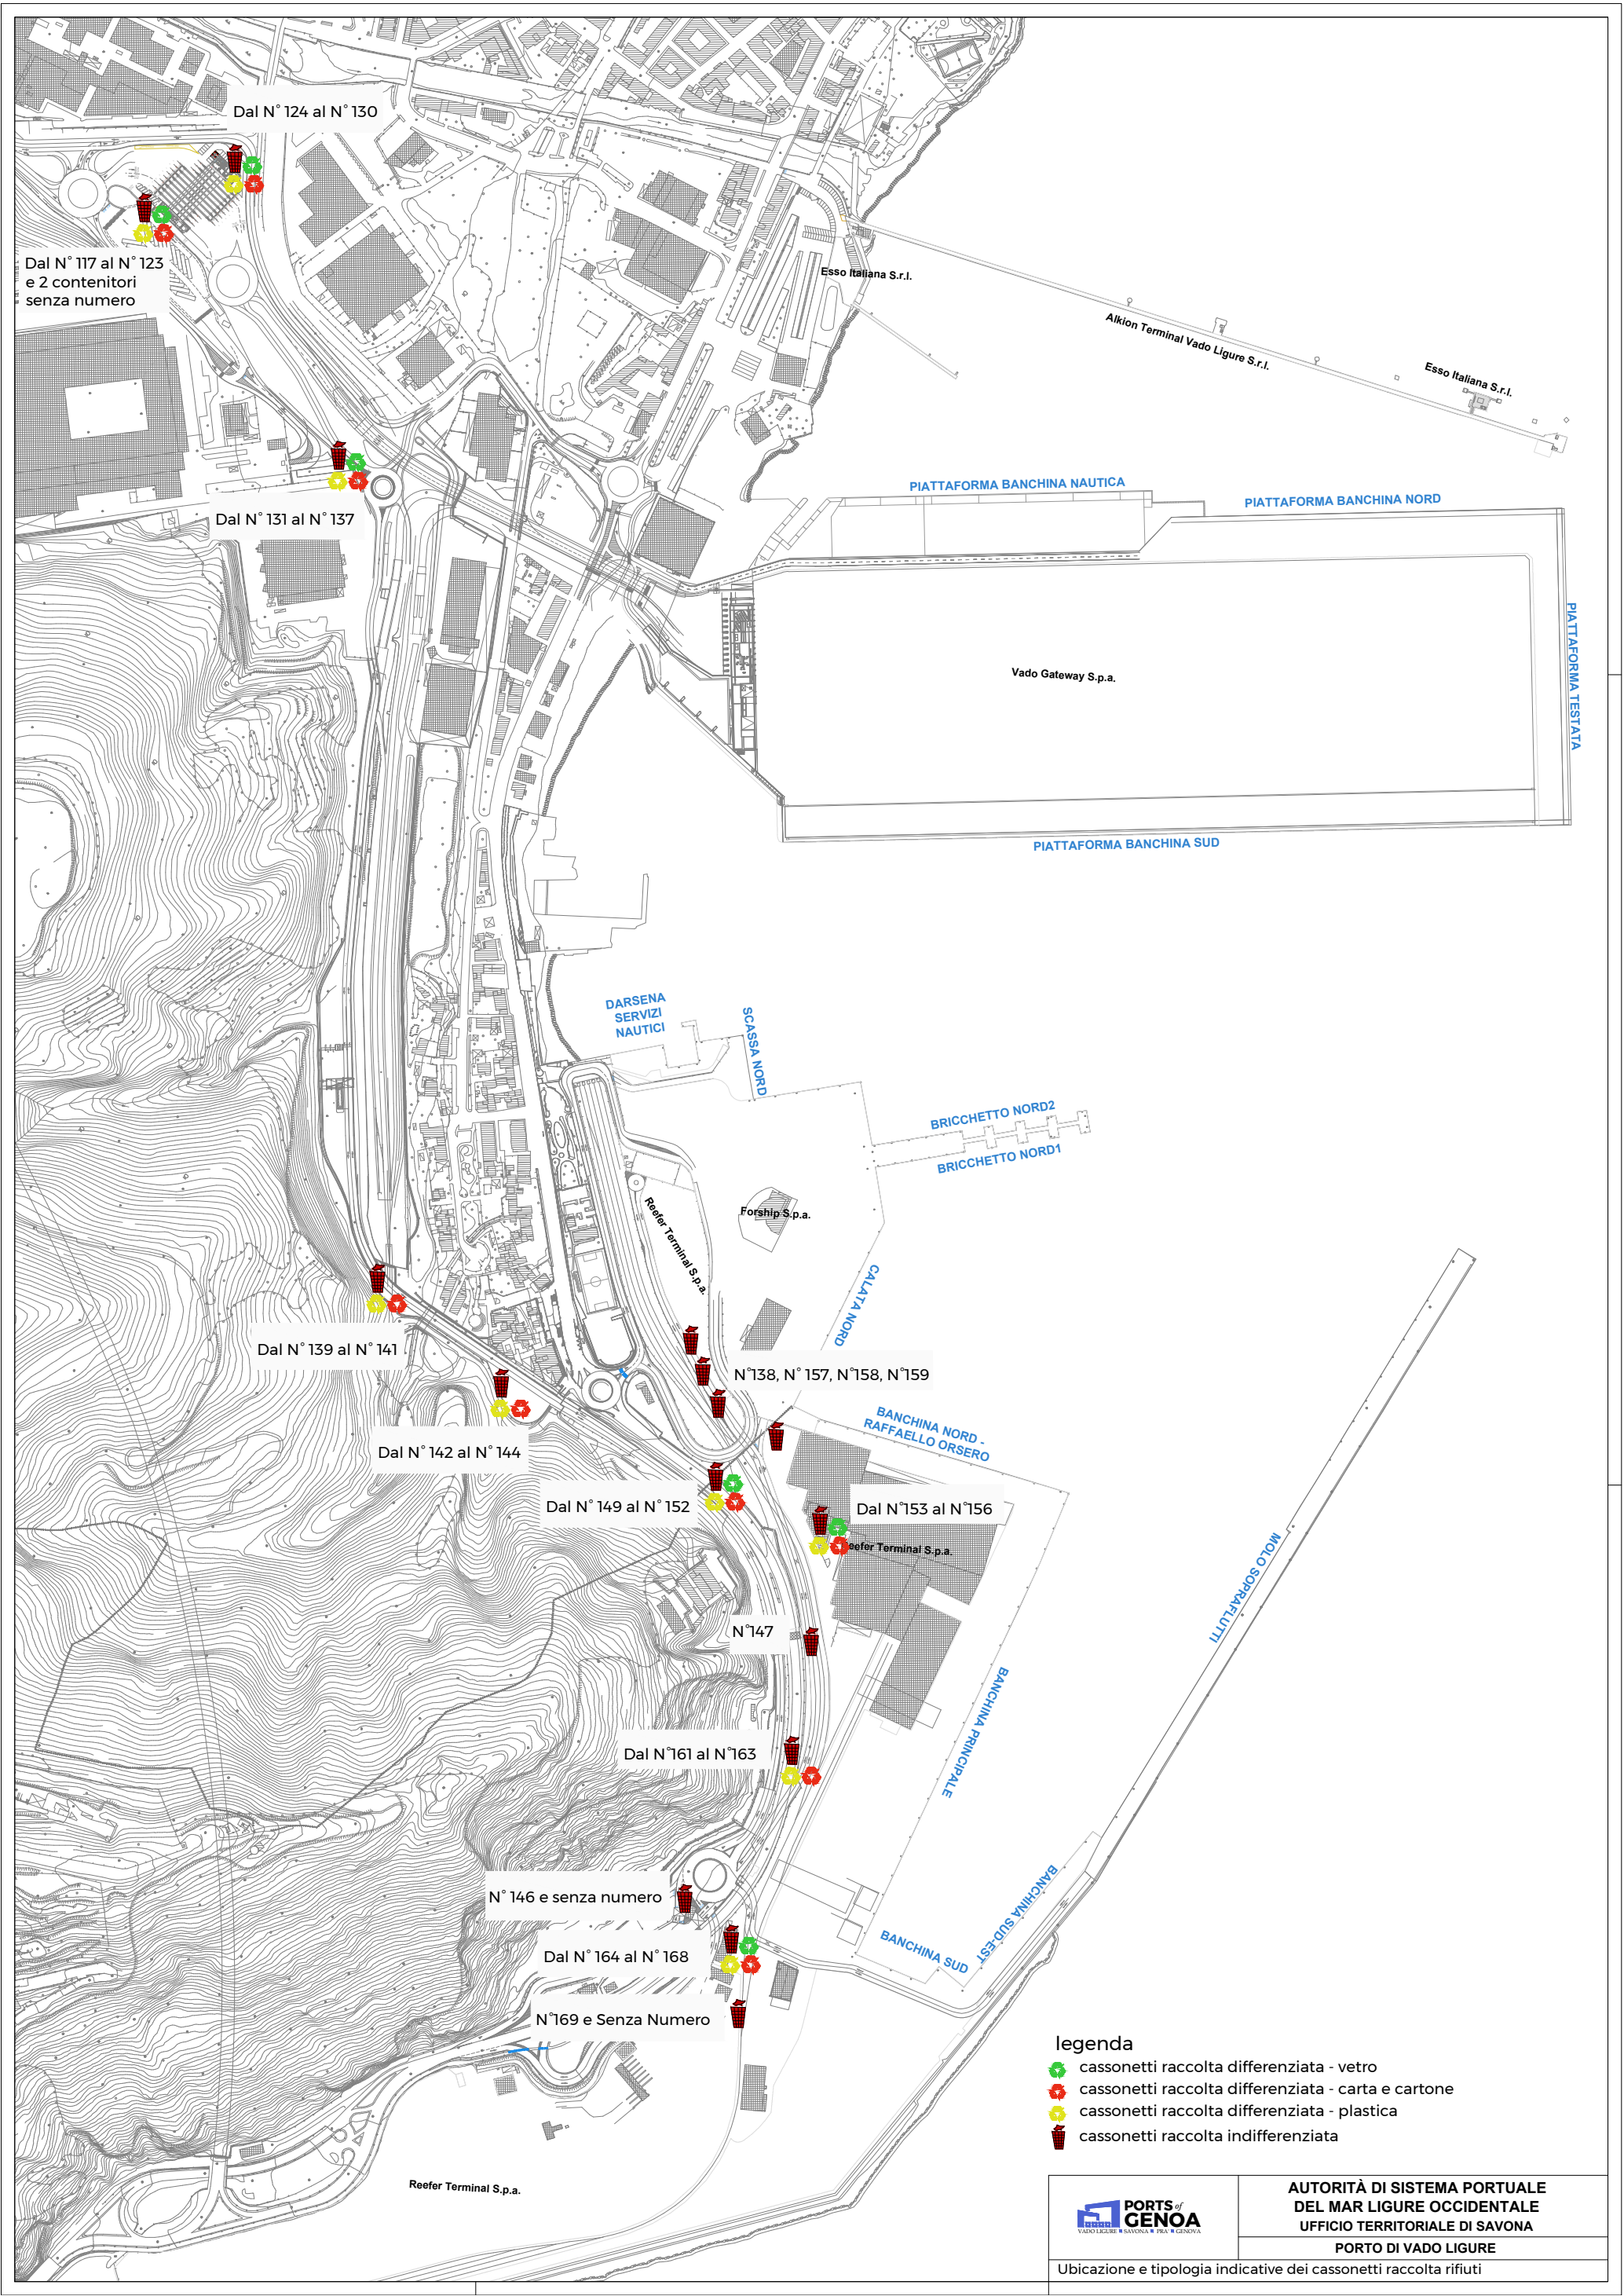 Dal N° 124 al N° 130
Dal N° 117 al N° 123
e 2 contenitori
senza numero
Esso Italiana S.r.l.
Alkion Terminal Vado Ligure S.r.l.
Esso Italiana S.r.l.
Dal N° 131 al N° 137
PIATTAFORMA BANCHINA NAUTICA
PIATTAFORMA BANCHINA NORD
PIATTAFORMA TESTATA
Vado Gateway S.p.a.
PIATTAFORMA BANCHINA SUD
DARSENA
SERVIZI
NAUTICI
SCASSA NORD
BRICCHETTO NORD2
BRICCHETTO NORD1
Reefer Terminal S.p.a.
Forship S.p.a.
CALATA NORD
Dal N° 139 al N° 141
N°138, N° 157, N°158, N°159
BANCHINA NORD -
RAFFAELLO ORSERO
Dal N° 142 al N° 144
Dal N° 149 al N° 152
Dal N°153 al N°156
eefer Terminal S.p.a.
MOLO SOPRAFLUTTI
N°147
BANCHINA PRINCIPALE
Dal N°161 al N°163
N° 146 e senza numero
BANCHINA SUD-EST
BANCHINA SUD
Dal N° 164 al N° 168
N°169 e Senza Numero
Reefer Terminal S.p.a.
legenda
cassonetti raccolta differenziata - vetro
cassonetti raccolta differenziata - carta e cartone
cassonetti raccolta differenziata - plastica
cassonetti raccolta indifferenziata
PORTS of
GENOA
VADO LIGURE SAVONA PRA' GENOVA
AUTORITÀ DI SISTEMA PORTUALE
DEL MAR LIGURE OCCIDENTALE
UFFICIO TERRITORIALE DI SAVONA
PORTO DI VADO LIGURE
Ubicazione e tipologia indicative dei cassonetti raccolta rifiuti